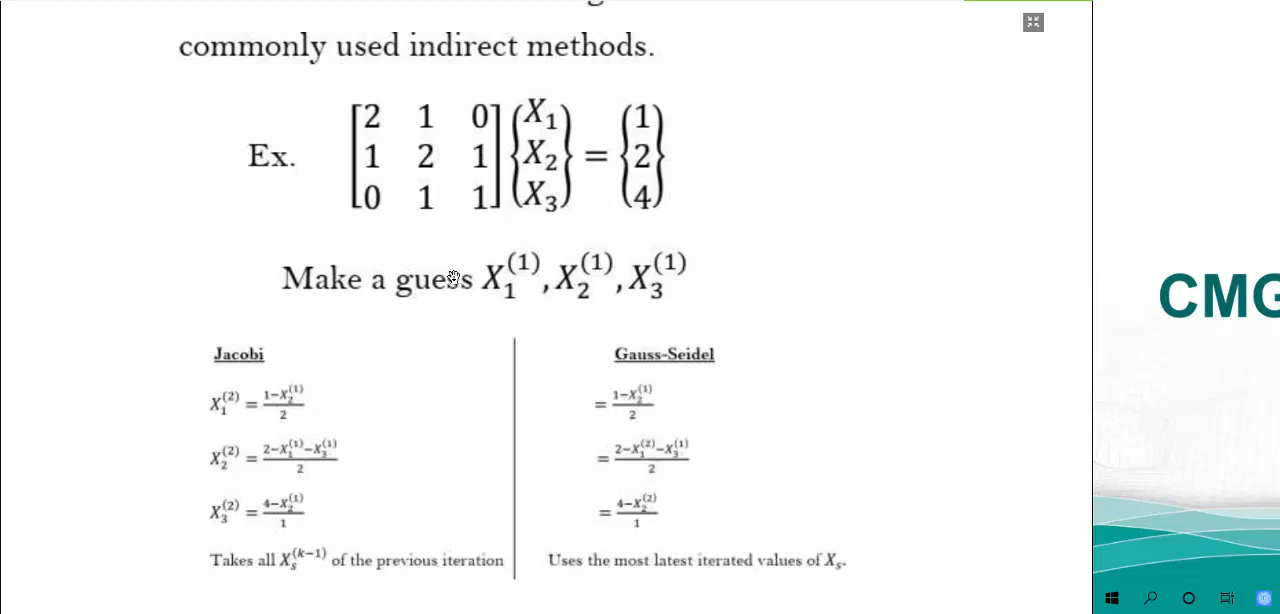 commonly used indirect methods.
Ex. [2 1 0; 1 2 1; 0 1 1] {X₁; X₂; X₃} = {1; 2; 4}
Make a guess X₁⁽¹⁾, X₂⁽¹⁾, X₃⁽¹⁾
Jacobi
X₁⁽²⁾ = (1−X₂⁽¹⁾)/2
X₂⁽²⁾ = (2−X₁⁽¹⁾−X₃⁽¹⁾)/2
X₃⁽²⁾ = (4−X₂⁽¹⁾)/1
Takes all Xₛ⁽ᵏ⁻¹⁾ of the previous iteration
Gauss-Seidel
= (1−X₂⁽¹⁾)/2
= (2−X₁⁽²⁾−X₃⁽¹⁾)/2
= (4−X₂⁽²⁾)/1
Uses the most latest iterated values of Xₛ.
CMG